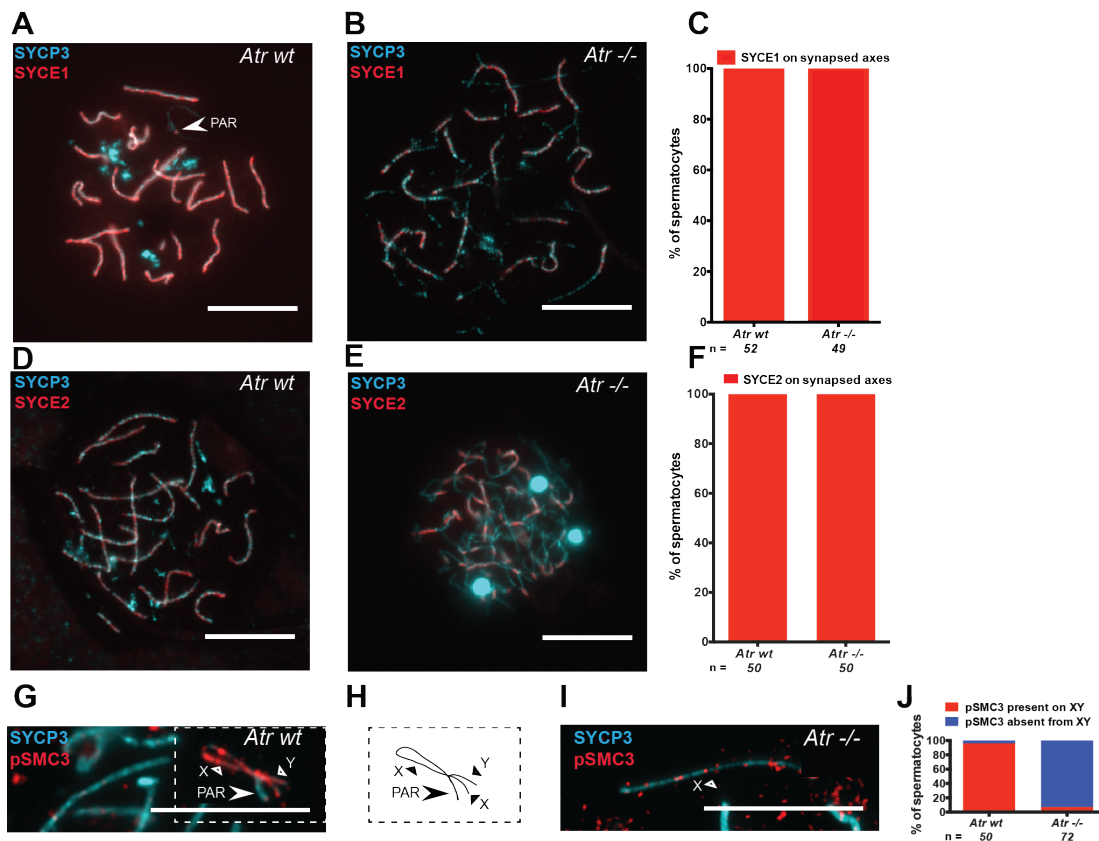 A
SYCP3
SYCE1
Atr wt
PAR
B
SYCP3
SYCE1
Atr -/-
C
SYCE1 on synapsed axes
% of spermatocytes
100
80
60
40
20
0
Atr wt
Atr -/-
n =
52
49
D
SYCP3
SYCE2
Atr wt
E
SYCP3
SYCE2
Atr -/-
F
SYCE2 on synapsed axes
% of spermatocytes
100
80
60
40
20
0
Atr wt
Atr -/-
n =
50
50
G
SYCP3
pSMC3
Atr wt
X
Y
PAR
H
X
Y
PAR
X
I
SYCP3
pSMC3
Atr -/-
X
J
pSMC3 present on XY
pSMC3 absent from XY
% of spermatocytes
100
80
60
40
20
0
Atr wt
Atr -/-
n =
50
72